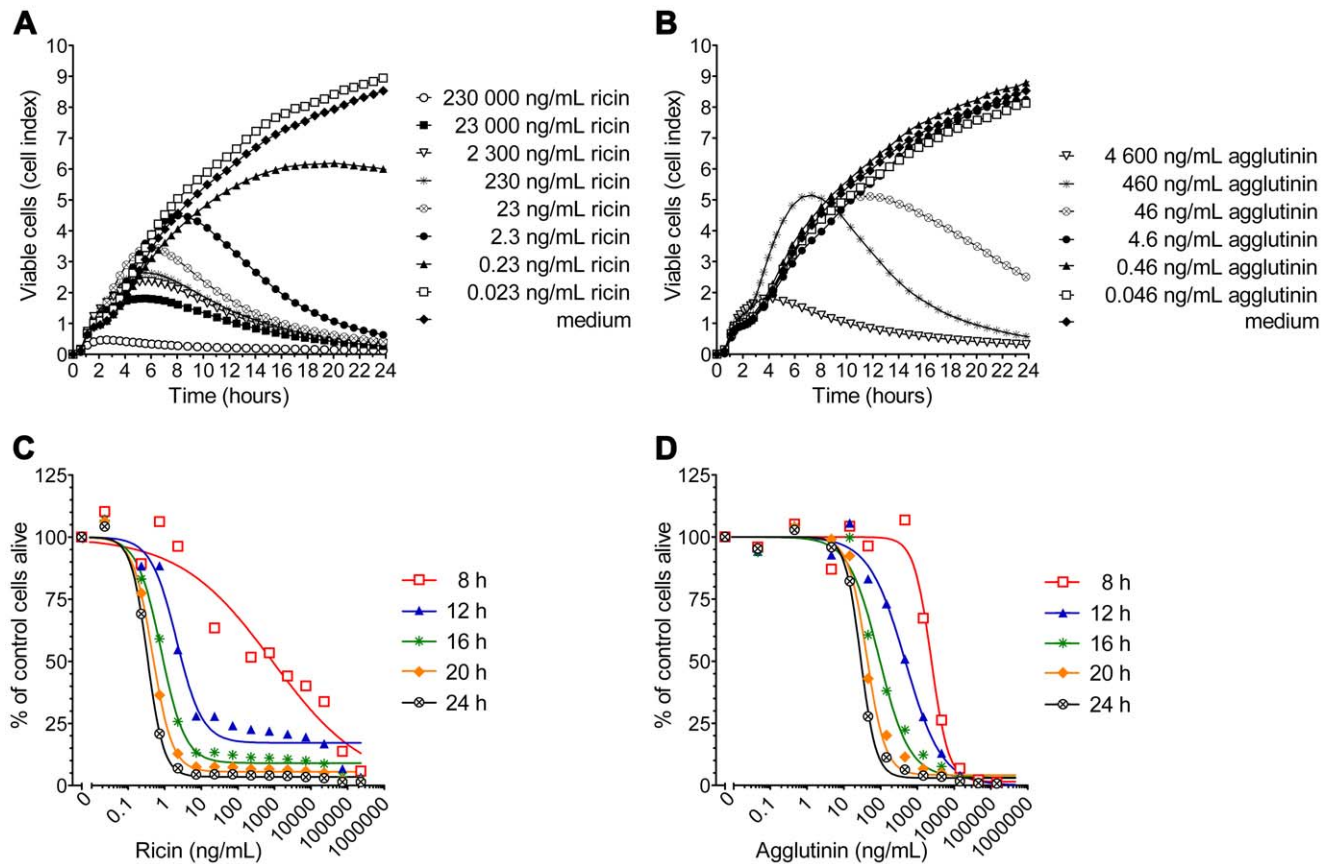 A
10
9
8
7
6
5
4
3
2
1
0
Viable cells (cell index)
0 2 4 6 8 10 12 14 16 18 20 22 24
Time (hours)
230 000 ng/mL ricin
23 000 ng/mL ricin
2 300 ng/mL ricin
230 ng/mL ricin
23 ng/mL ricin
2.3 ng/mL ricin
0.23 ng/mL ricin
0.023 ng/mL ricin
medium
B
10
9
8
7
6
5
4
3
2
1
0
Viable cells (cell index)
0 2 4 6 8 10 12 14 16 18 20 22 24
Time (hours)
4 600 ng/mL agglutinin
460 ng/mL agglutinin
46 ng/mL agglutinin
4.6 ng/mL agglutinin
0.46 ng/mL agglutinin
0.046 ng/mL agglutinin
medium
C
125
100
75
50
25
0
% of control cells alive
0 0.1 1 10 100 1000 10000 100000 1000000
Ricin (ng/mL)
8 h
12 h
16 h
20 h
24 h
D
125
100
75
50
25
0
% of control cells alive
0 0.1 1 10 100 1000 10000 100000 1000000
Agglutinin (ng/mL)
8 h
12 h
16 h
20 h
24 h